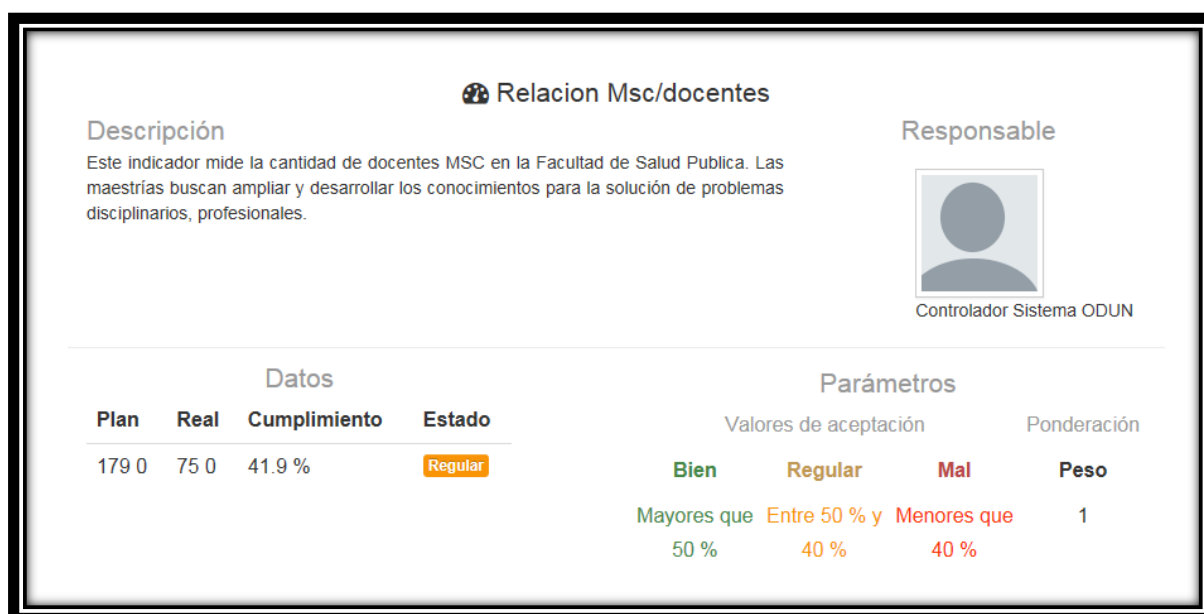 Relacion Msc/docentes
Descripción
Este indicador mide la cantidad de docentes MSC en la Facultad de Salud Publica. Las
maestrías buscan ampliar y desarrollar los conocimientos para la solución de problemas
disciplinarios, profesionales.
Responsable
Controlador Sistema ODUN
Datos
Plan Real Cumplimiento Estado
179 0 75 0 41.9 % Regular
Parámetros
Valores de aceptación Ponderación
Bien Regular Mal Peso
Mayores que Entre 50 % y Menores que 1
50 % 40 % 40 %